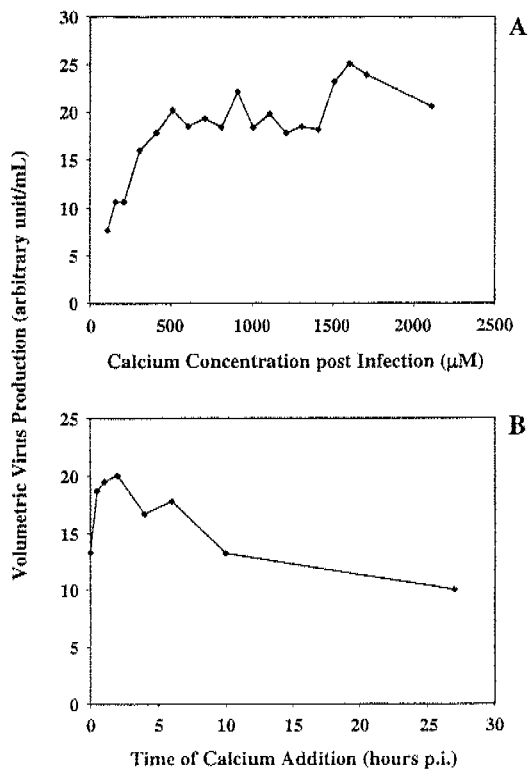 A
30
25
20
15
10
5
0
0 500 1000 1500 2000 2500
Calcium Concentration post Infection (μM)
Volumetric Virus Production (arbitrary unit/mL)
B
25
20
15
10
5
0
0 5 10 15 20 25 30
Time of Calcium Addition (hours p.i.)